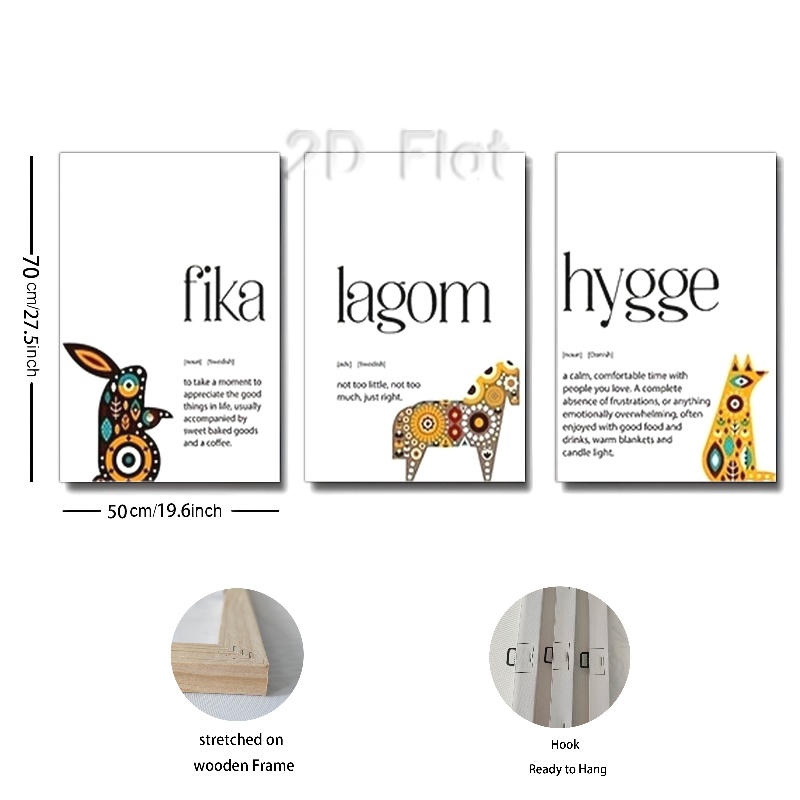 2D Flat
fika
[noun] [Swedish]
to take a moment to
appreciate the good
things in life, usually
accompanied by
sweet baked goods
and a coffee.
lagom
[adv.] [Swedish]
not too little, not too
much, just right.
hygge
[noun] [Danish]
a calm, comfortable time with
people you love. A complete
absence of frustrations, or anything
emotionally overwhelming, often
enjoyed with good food and
drinks, warm blankets and
candle light.
70 cm/27.5inch
50 cm/19.6inch
stretched on
wooden Frame
Hook
Ready to Hang